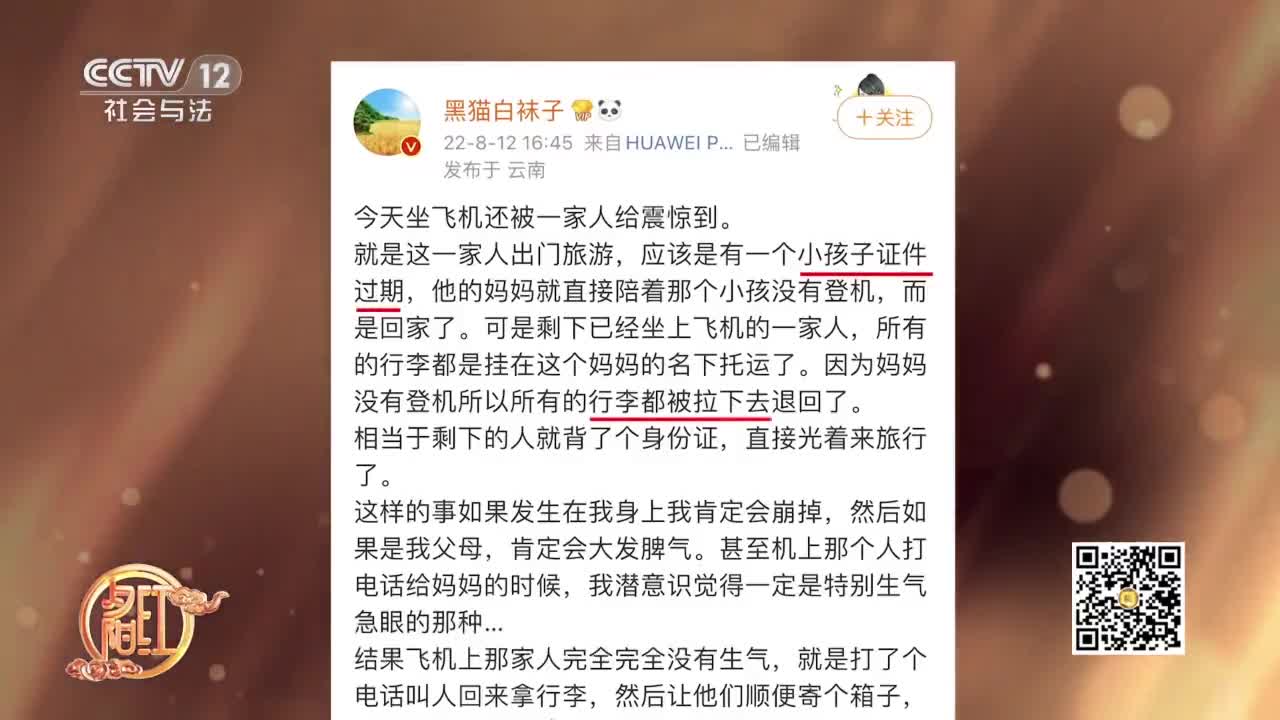 CCTV 12
社会与法
黑猫白袜子
+关注
22-8-12 16:45 来自 HUAWEI P... 已编辑
发布于 云南
今天坐飞机还被一家人给震惊到。
就是这一家人出门旅游，应该是有一个小孩子证件
过期，他的妈妈就直接陪着那个小孩没有登机，而
是回家了。可是剩下已经坐上飞机的一家人，所有
的行李都是挂在这个妈妈的名下托运了。因为妈妈
没有登机所以所有的行李都被拉下去退回了。
相当于剩下的人就背了个身份证，直接光着来旅行
了。
这样的事如果发生在我身上我肯定会崩掉，然后如
果是我父母，肯定会大发脾气。甚至机上那个人打
电话给妈妈的时候，我潜意识觉得一定是特别生气
急眼的那种...
结果飞机上那家人完全完全没有生气，就是打了个
电话叫人回来拿行李，然后让他们顺便寄个箱子，
夕阳红